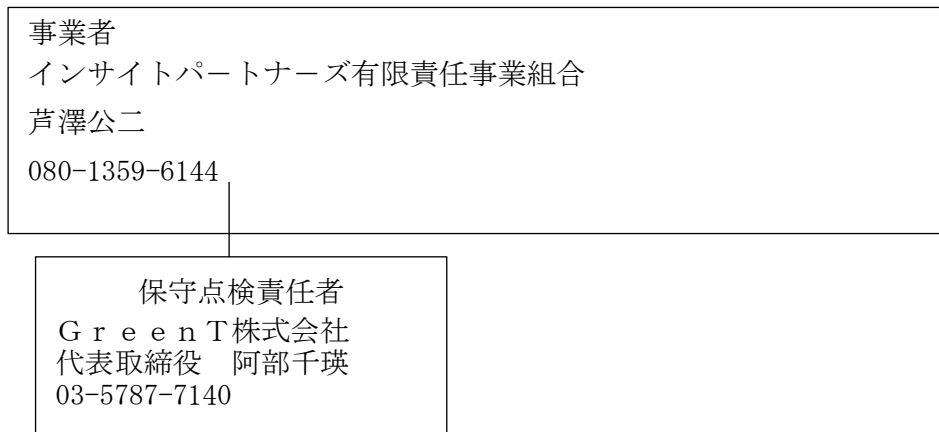 事業者
インサイトパートナーズ有限責任事業組合
芦澤公二
080-1359-6144
保守点検責任者
ＧｒｅｅｎＴ株式会社
代表取締役　阿部千瑛
03-5787-7140